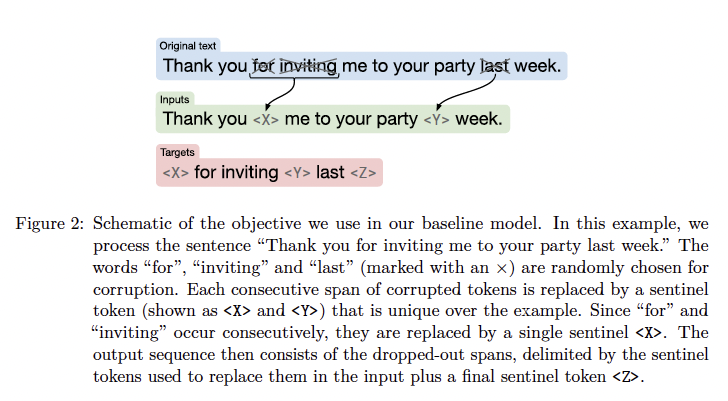 Original text
Thank you for inviting me to your party last week.
Inputs
Thank you <X> me to your party <Y> week.
Targets
<X> for inviting <Y> last <Z>
Figure 2: Schematic of the objective we use in our baseline model. In this example, we
process the sentence “Thank you for inviting me to your party last week.” The
words “for”, “inviting” and “last” (marked with an ×) are randomly chosen for
corruption. Each consecutive span of corrupted tokens is replaced by a sentinel
token (shown as <X> and <Y>) that is unique over the example. Since “for” and
“inviting” occur consecutively, they are replaced by a single sentinel <X>. The
output sequence then consists of the dropped-out spans, delimited by the sentinel
tokens used to replace them in the input plus a final sentinel token <Z>.